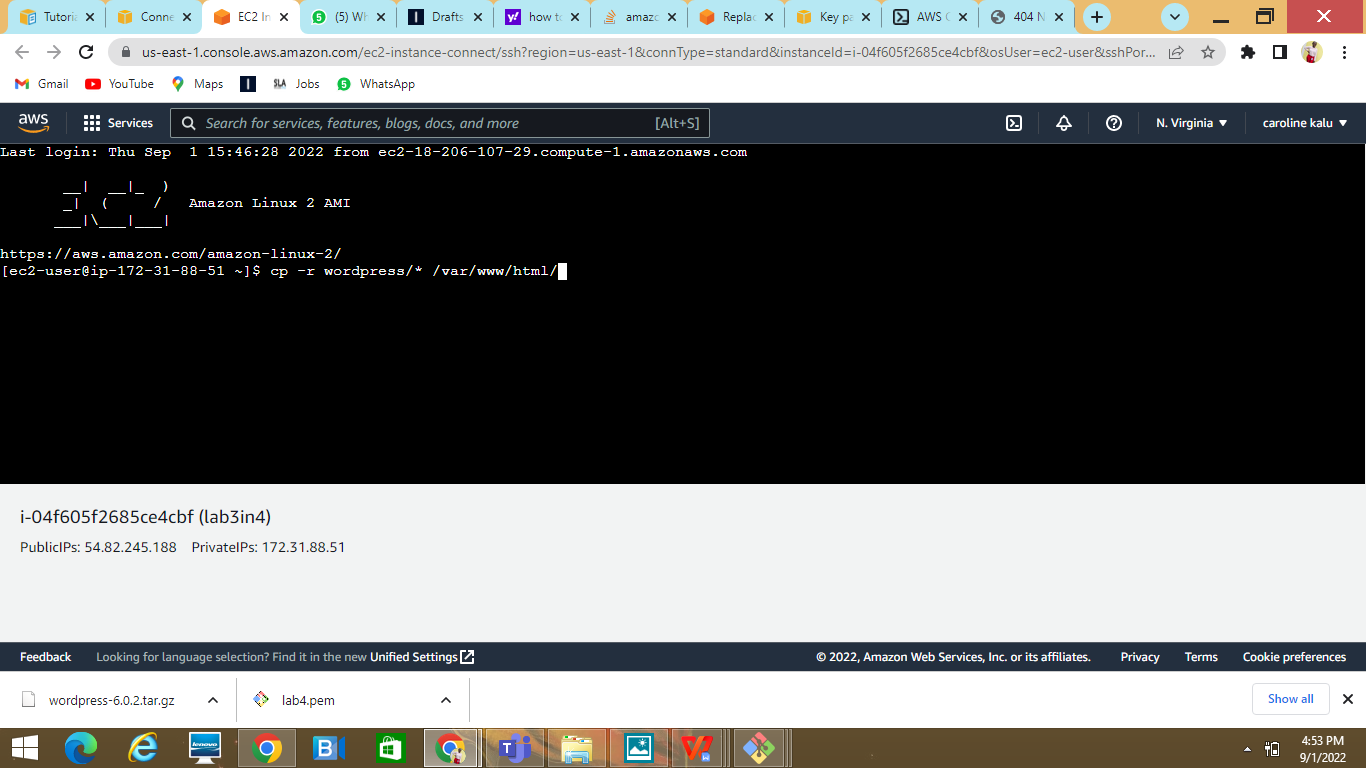 Tutoria
Conne
EC2 In
(5) Wh
Drafts
how to
amazo
Replac
Key pa
AWS C
404 N
us-east-1.console.aws.amazon.com/ec2-instance-connect/ssh?region=us-east-1&connType=standard&instanceId=i-04f605f2685ce4cbf&osUser=ec2-user&sshPor...
Gmail
YouTube
Maps
SLA Jobs
WhatsApp
aws
Services
Search for services, features, blogs, docs, and more
[Alt+S]
N. Virginia
caroline kalu
Last login: Thu Sep  1 15:46:28 2022 from ec2-18-206-107-29.compute-1.amazonaws.com
       __|  __|_  )
       _|  (     /   Amazon Linux 2 AMI
      ___|\___|___|
https://aws.amazon.com/amazon-linux-2/
[ec2-user@ip-172-31-88-51 ~]$ cp -r wordpress/* /var/www/html/
i-04f605f2685ce4cbf (lab3in4)
PublicIPs: 54.82.245.188 PrivateIPs: 172.31.88.51
Feedback
Looking for language selection? Find it in the new Unified Settings
© 2022, Amazon Web Services, Inc. or its affiliates.
Privacy
Terms
Cookie preferences
wordpress-6.0.2.tar.gz
lab4.pem
Show all
lenovo
4:53 PM
9/1/2022